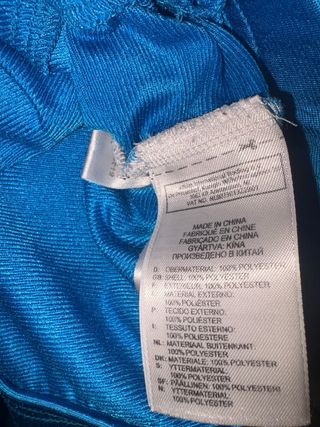 MADE IN CHINA
FABRIQUÉ EN CHINE
FABRICADO EN CHINA
GYÁRTVA: KÍNA
ПРОИЗВЕДЕНО В КИТАЙ
D: OBERMATERIAL: 100% POLYESTER
GB: SHELL: 100% POLYESTER
F: EXTÉRIEUR: 100% POLYESTER
E: MATERIAL EXTERNO:
100% POLIÉSTER
P: TECIDO EXTERNO:
100% POLIÉSTER
I: TESSUTO ESTERNO:
100% POLIESTERE
NL: MATERIAAL BUITENKANT:
100% POLYESTER
DK: MATERIALE: 100% POLYESTER
S: YTTERMATERIAL:
100% POLYESTER
SF: PÄÄLLINEN: 100% POLYESTERI
N: YTTERMATERIAL:
100% POLYESTER